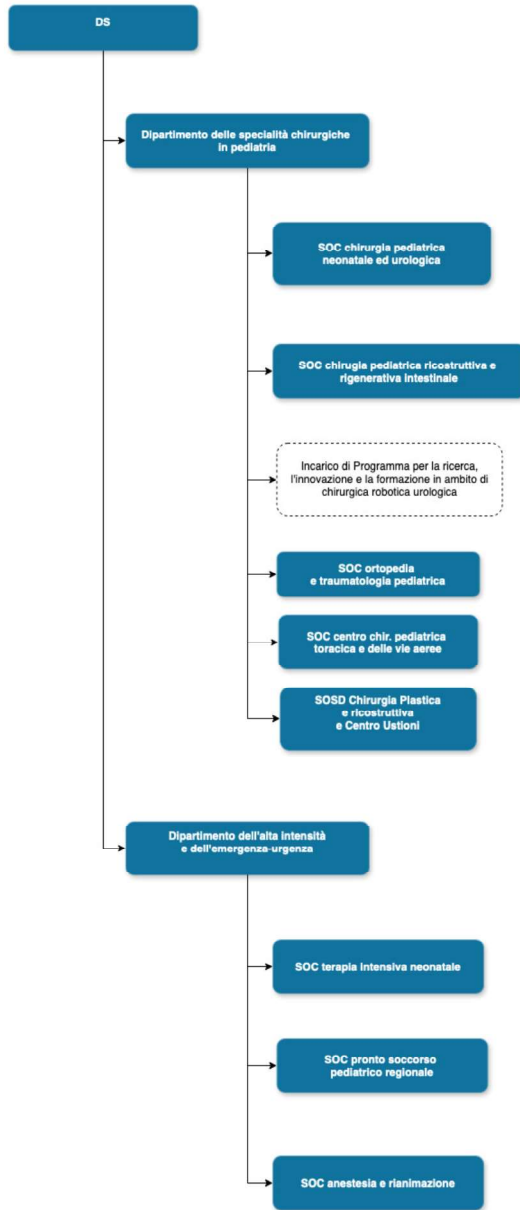 DS
Dipartimento delle specialità chirurgiche
in pediatria
SOC chirurgia pediatrica
neonatale ed urologica
SOC chirugia pediatrica ricostruttiva e
rigenerativa intestinale
Incarico di Programma per la ricerca,
l'innovazione e la formazione in ambito di
chirurgica robotica urologica
SOC ortopedia
e traumatologia pediatrica
SOC centro chir. pediatrica
toracica e delle vie aeree
SOSD Chirurgia Plastica
e ricostruttiva
e Centro Ustioni
Dipartimento dell'alta intensità
e dell'emergenza-urgenza
SOC terapia intensiva neonatale
SOC pronto soccorso
pediatrico regionale
SOC anestesia e rianimazione